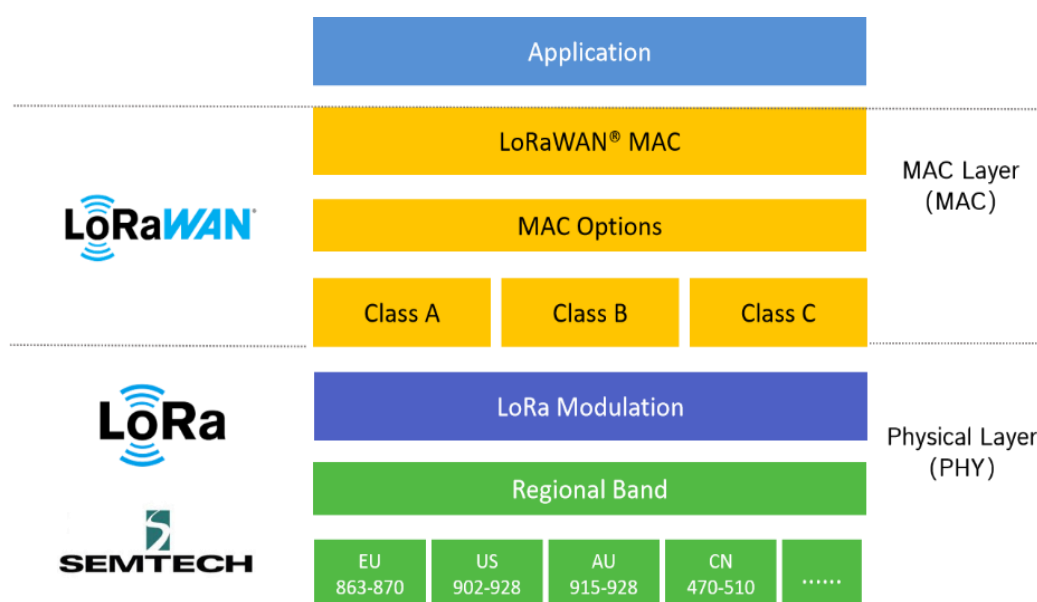 Application
LoRaWAN® MAC
MAC Layer
(MAC)
LoRaWAN®
MAC Options
Class A
Class B
Class C
LoRa
LoRa Modulation
Physical Layer
(PHY)
Regional Band
SEMTECH
EU
863-870
US
902-928
AU
915-928
CN
470-510
......